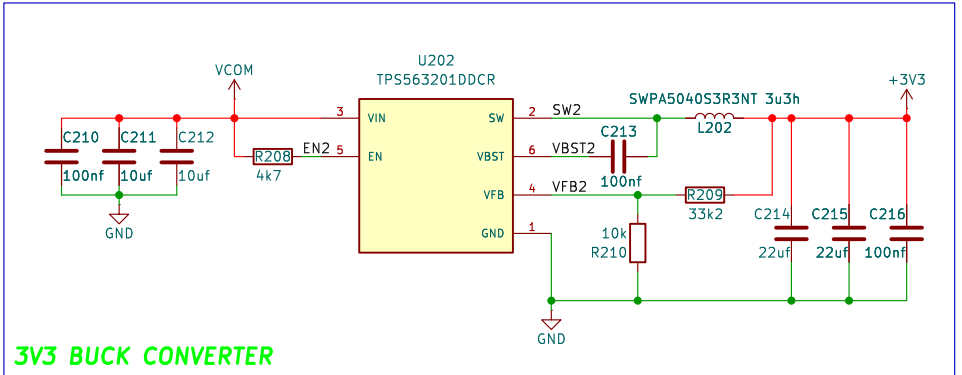 U202
TPS563201DDCR
VCOM
+3V3
SWPA5040S3R3NT 3u3h
L202
3
VIN
SW
2
SW2
C210
C211
C212
C213
R208
EN2
5
EN
VBST
6
VBST2
100nf
10uf
10uf
4k7
100nf
VFB
4
VFB2
R209
33k2
GND
GND
1
10k
R210
C214
C215
C216
22uf
22uf
100nf
GND
3V3 BUCK CONVERTER